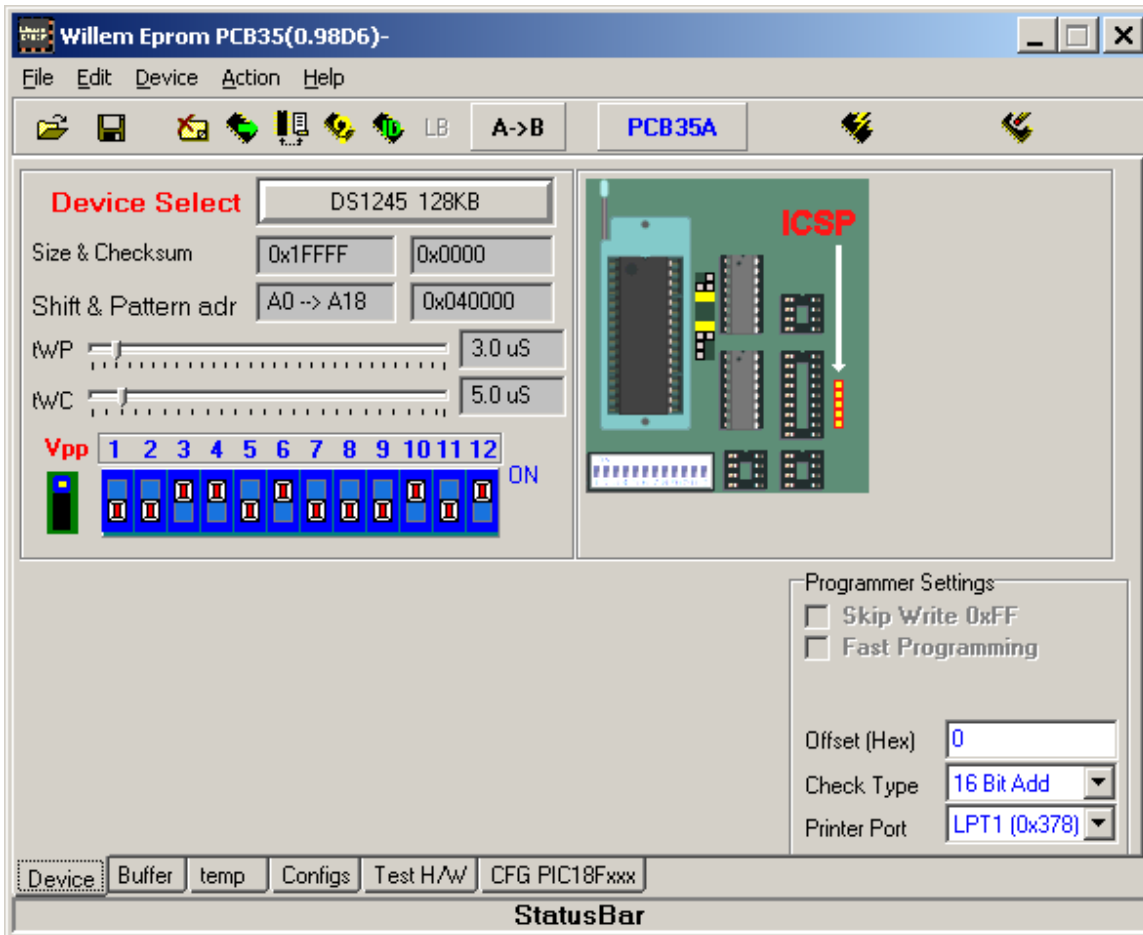 Willem Eprom PCB35(0.98D6)-
File Edit Device Action Help
LB A->B PCB35A
Device Select DS1245 128KB
Size & Checksum 0x1FFFF 0x0000
Shift & Pattern adr A0 --> A18 0x040000
tWP 3.0 uS
tWC 5.0 uS
Vpp 1 2 3 4 5 6 7 8 9 10 11 12
ON
ICSP
Programmer Settings
Skip Write 0xFF
Fast Programming
Offset (Hex) 0
Check Type 16 Bit Add
Printer Port LPT1 (0x378)
Device Buffer temp Configs Test H/W CFG PIC18Fxxx
StatusBar